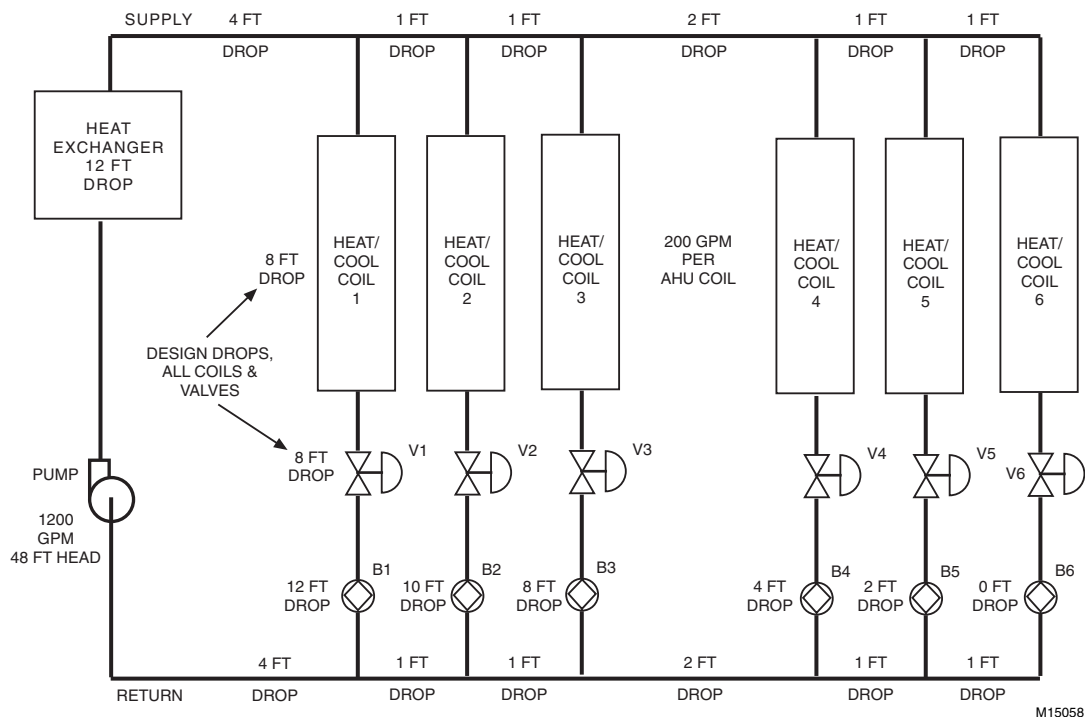 SUPPLY
4 FT
DROP
1 FT
DROP
1 FT
DROP
2 FT
DROP
1 FT
DROP
1 FT
DROP
HEAT
EXCHANGER
12 FT
DROP
HEAT/
COOL
COIL
1
HEAT/
COOL
COIL
2
HEAT/
COOL
COIL
3
200 GPM
PER
AHU COIL
HEAT/
COOL
COIL
4
HEAT/
COOL
COIL
5
HEAT/
COOL
COIL
6
8 FT
DROP
DESIGN DROPS,
ALL COILS &
VALVES
8 FT
DROP
V1
V2
V3
V4
V5
V6
PUMP
1200
GPM
48 FT HEAD
12 FT
DROP
B1
10 FT
DROP
B2
8 FT
DROP
B3
4 FT
DROP
B4
2 FT
DROP
B5
0 FT
DROP
B6
RETURN
4 FT
DROP
1 FT
DROP
1 FT
DROP
2 FT
DROP
1 FT
DROP
1 FT
DROP
M15058